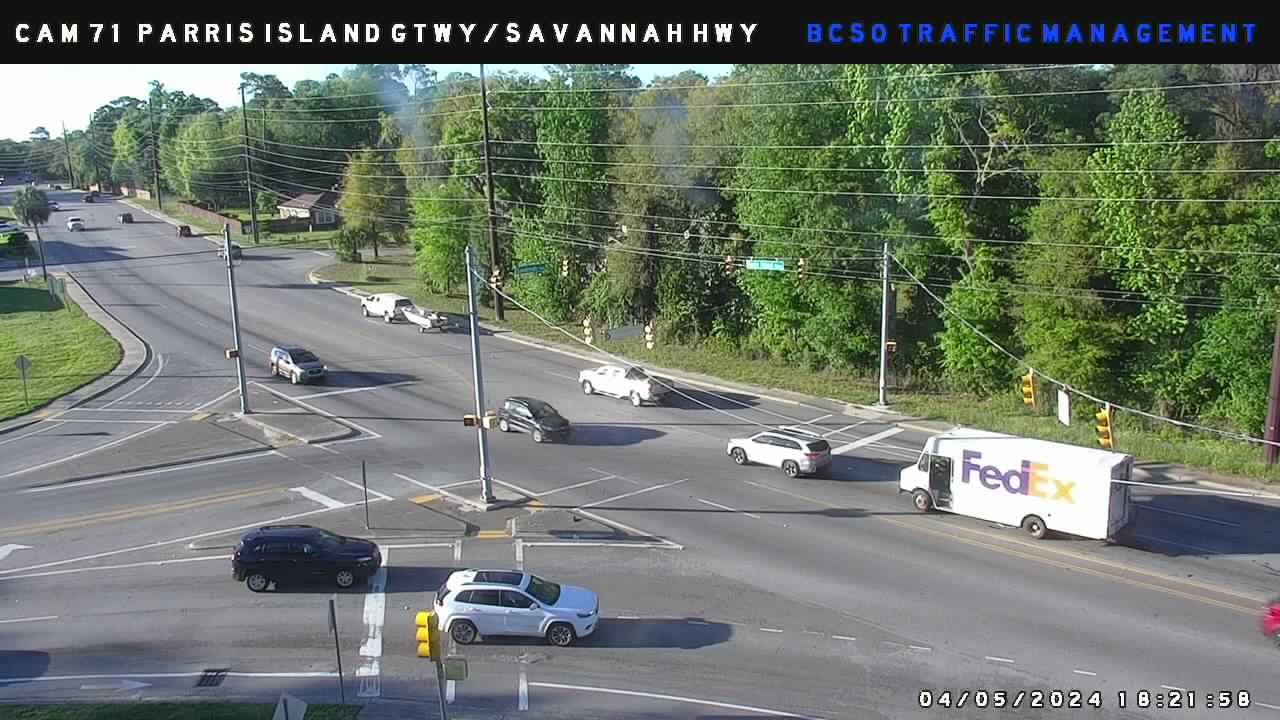 CAM 71 PARRIS ISLAND GTWY/SAVANNAH HWY BCSO TRAFFIC MANAGEMENT
FedEx
04/05/2024 18:21:58